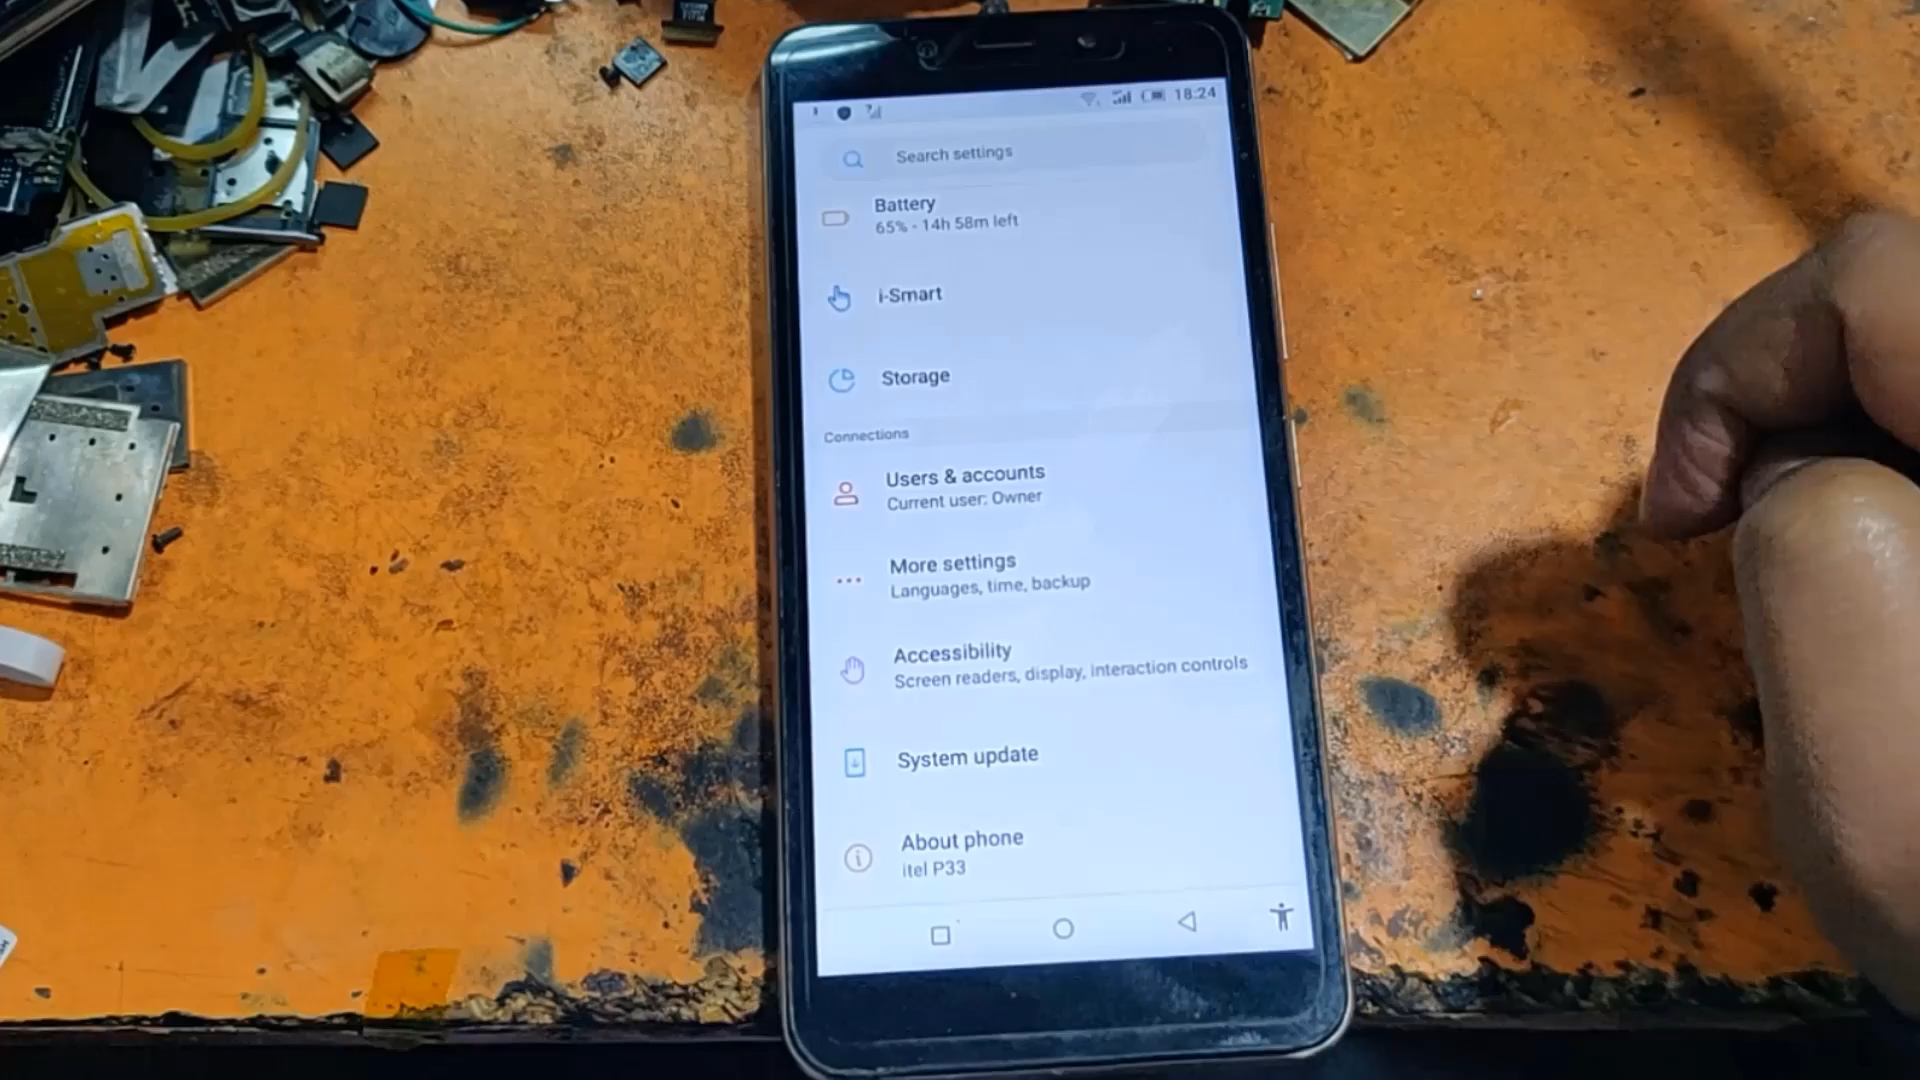 18:24
Search settings
Battery
65% - 14h 58m left
i-Smart
Storage
Connections
Users & accounts
Current user: Owner
More settings
Languages, time, backup
Accessibility
Screen readers, display, interaction controls
System update
About phone
itel P33